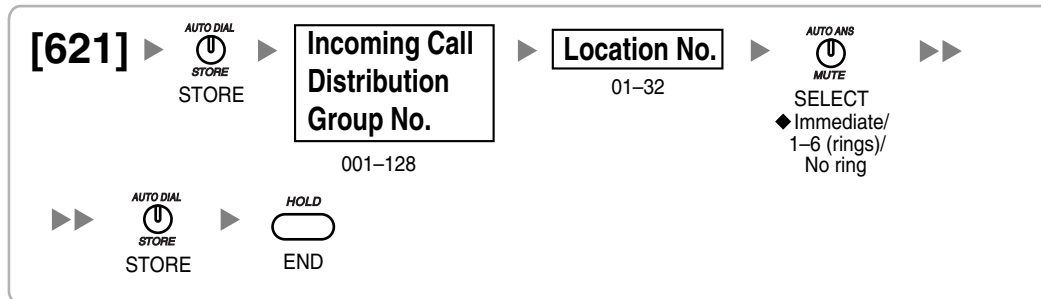 [621]
AUTO DIAL
STORE
STORE
Incoming Call
Distribution
Group No.
001–128
Location No.
01–32
AUTO ANS
MUTE
SELECT
◆Immediate/
1–6 (rings)/
No ring
AUTO DIAL
STORE
STORE
HOLD
END